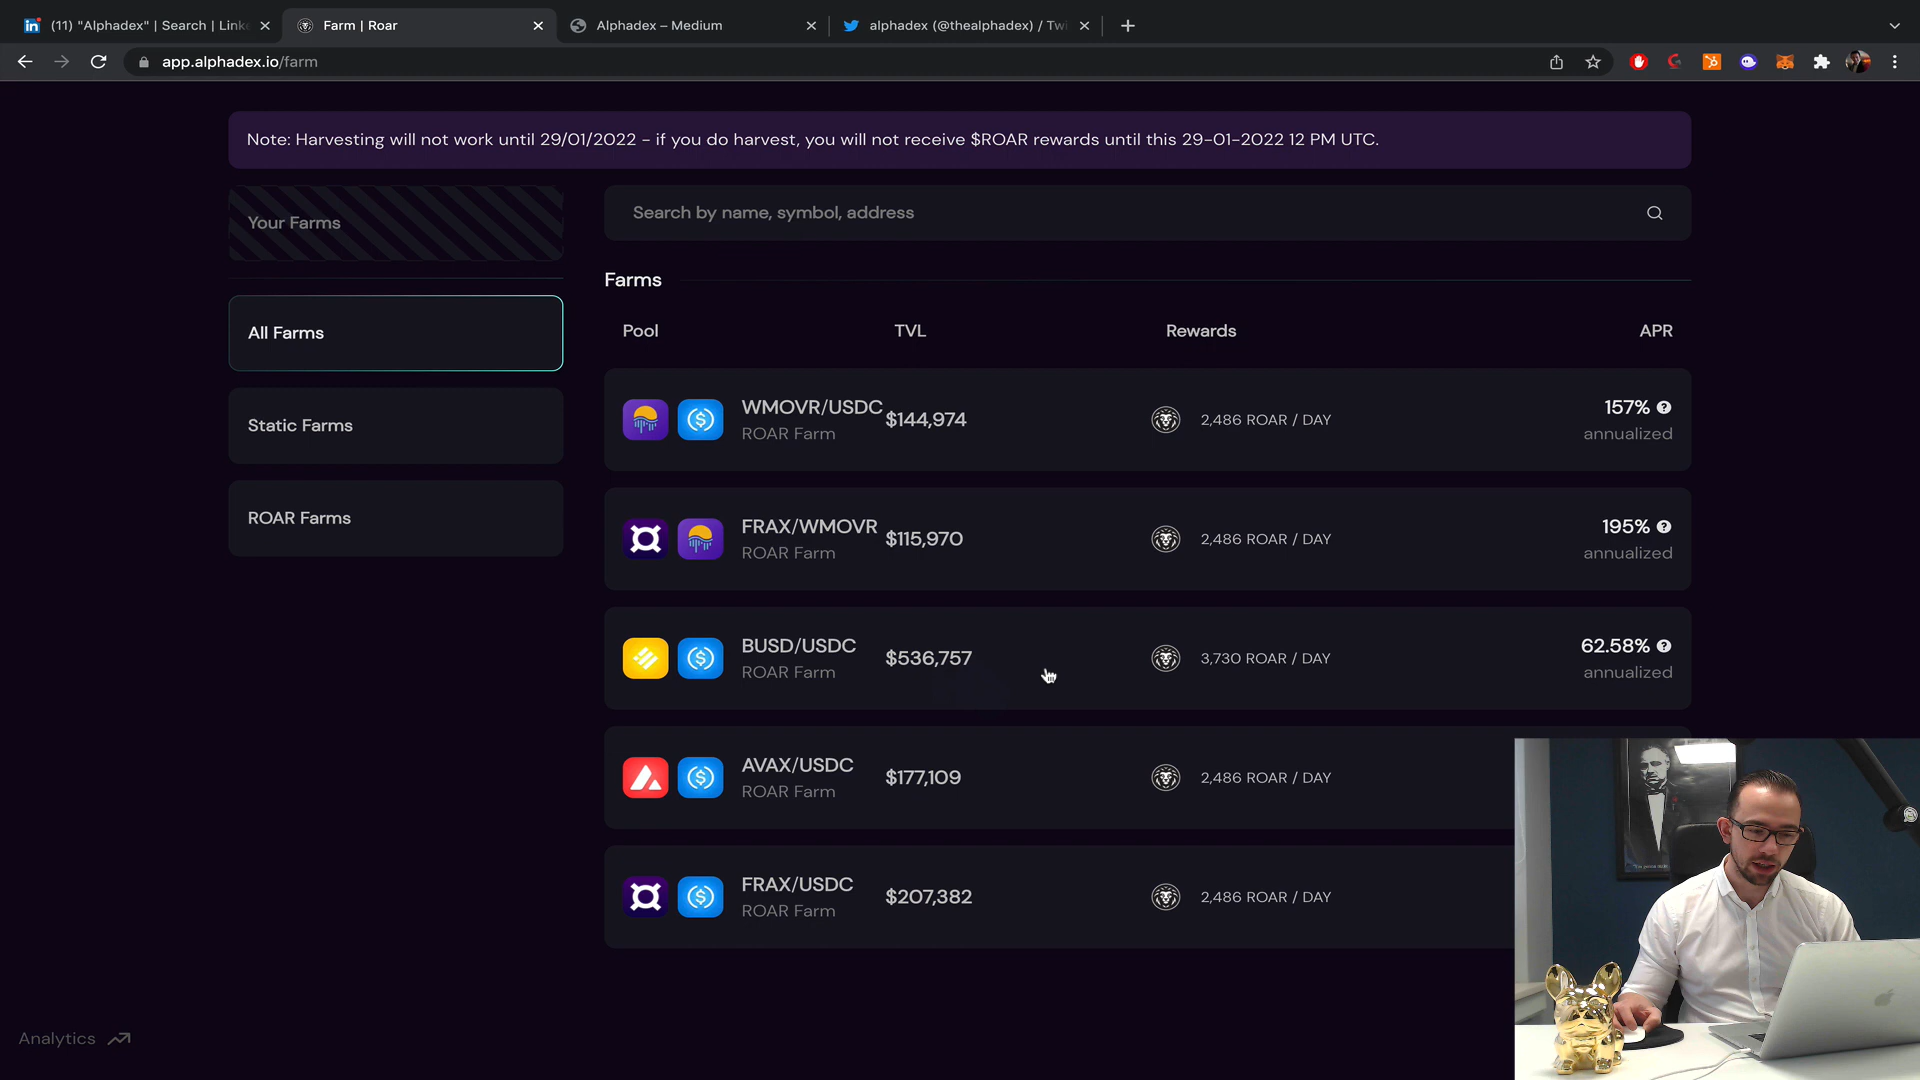 (11) "Alphadex" | Search | Linke
Farm | Roar
Alphadex – Medium
alphadex (@thealphadex) / Twi
app.alphadex.io/farm
Note: Harvesting will not work until 29/01/2022 - if you do harvest, you will not receive $ROAR rewards until this 29-01-2022 12 PM UTC.
Your Farms
Search by name, symbol, address
All Farms
Static Farms
ROAR Farms
Farms
Pool TVL Rewards APR
WMOVR/USDC
ROAR Farm
$144,974
2,486 ROAR / DAY
157%
annualized
FRAX/WMOVR
ROAR Farm
$115,970
2,486 ROAR / DAY
195%
annualized
BUSD/USDC
ROAR Farm
$536,757
3,730 ROAR / DAY
62.58%
annualized
AVAX/USDC
ROAR Farm
$177,109
2,486 ROAR / DAY
FRAX/USDC
ROAR Farm
$207,382
2,486 ROAR / DAY
Analytics